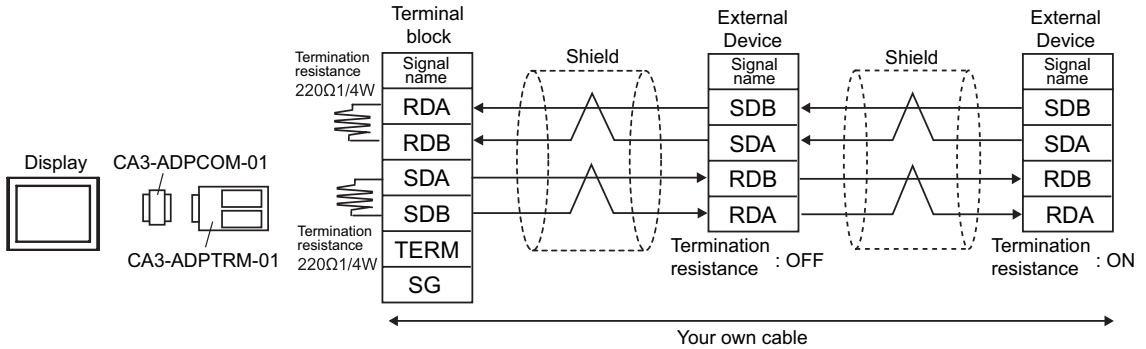 Display
CA3-ADPCOM-01
CA3-ADPTRM-01
Termination
resistance
220Ω1/4W
Termination
resistance
220Ω1/4W
Terminal
block
Signal
name
RDA
RDB
SDA
SDB
TERM
SG
Shield
External
Device
Signal
name
SDB
SDA
RDB
RDA
Termination
resistance : OFF
Shield
External
Device
Signal
name
SDB
SDA
RDB
RDA
Termination
resistance : ON
Your own cable